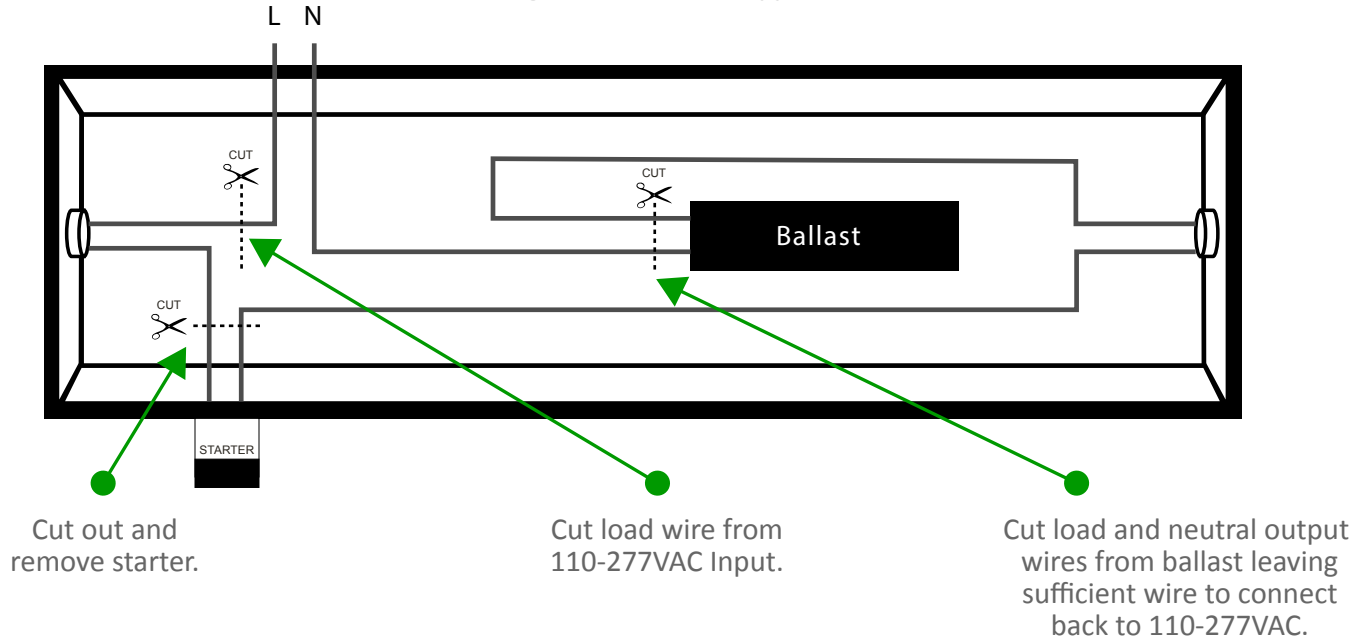 L N
CUT
CUT
Ballast
CUT
STARTER
Cut out and
remove starter.
Cut load wire from
110-277VAC Input.
Cut load and neutral output
wires from ballast leaving
sufficient wire to connect
back to 110-277VAC.